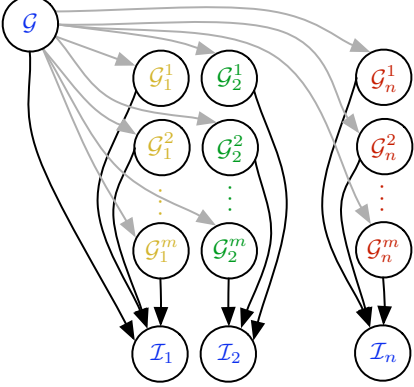 𝒢
𝒢₁¹ 𝒢₂¹ 𝒢ₙ¹
𝒢₁² 𝒢₂² 𝒢ₙ²
⋮ ⋮ ⋮
𝒢₁ᵐ 𝒢₂ᵐ 𝒢ₙᵐ
ℐ₁ ℐ₂ ℐₙ